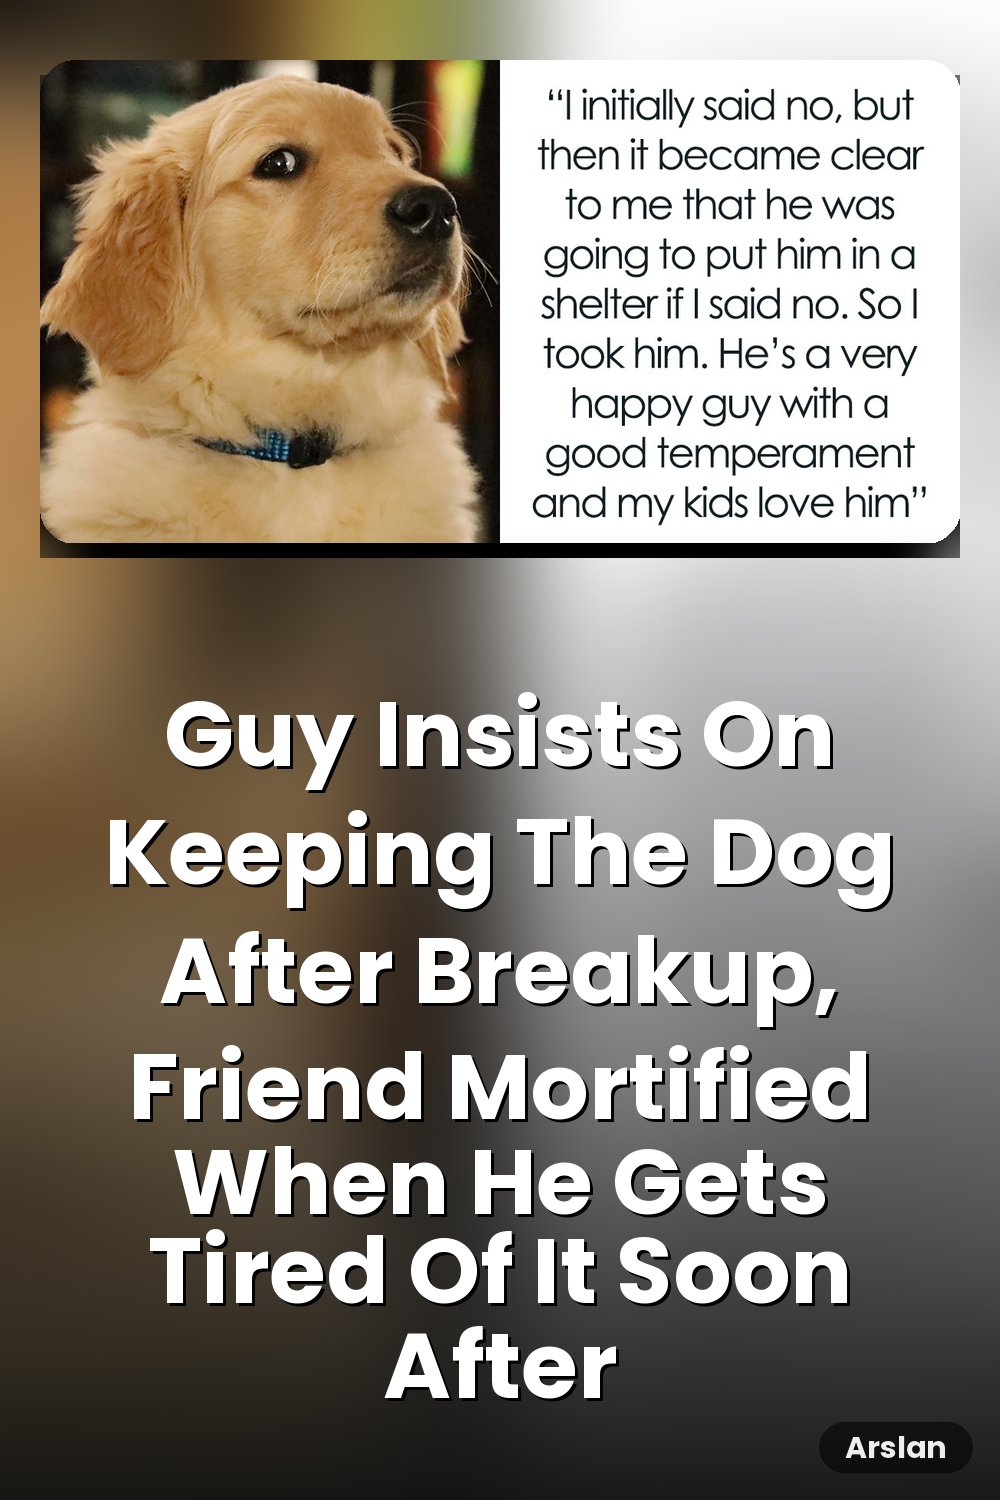 “I initially said no, but
then it became clear
to me that he was
going to put him in a
shelter if I said no. So I
took him. He’s a very
happy guy with a
good temperament
and my kids love him”
Guy Insists On
Keeping The Dog
After Breakup,
Friend Mortified
When He Gets
Tired Of It Soon
After
Arslan